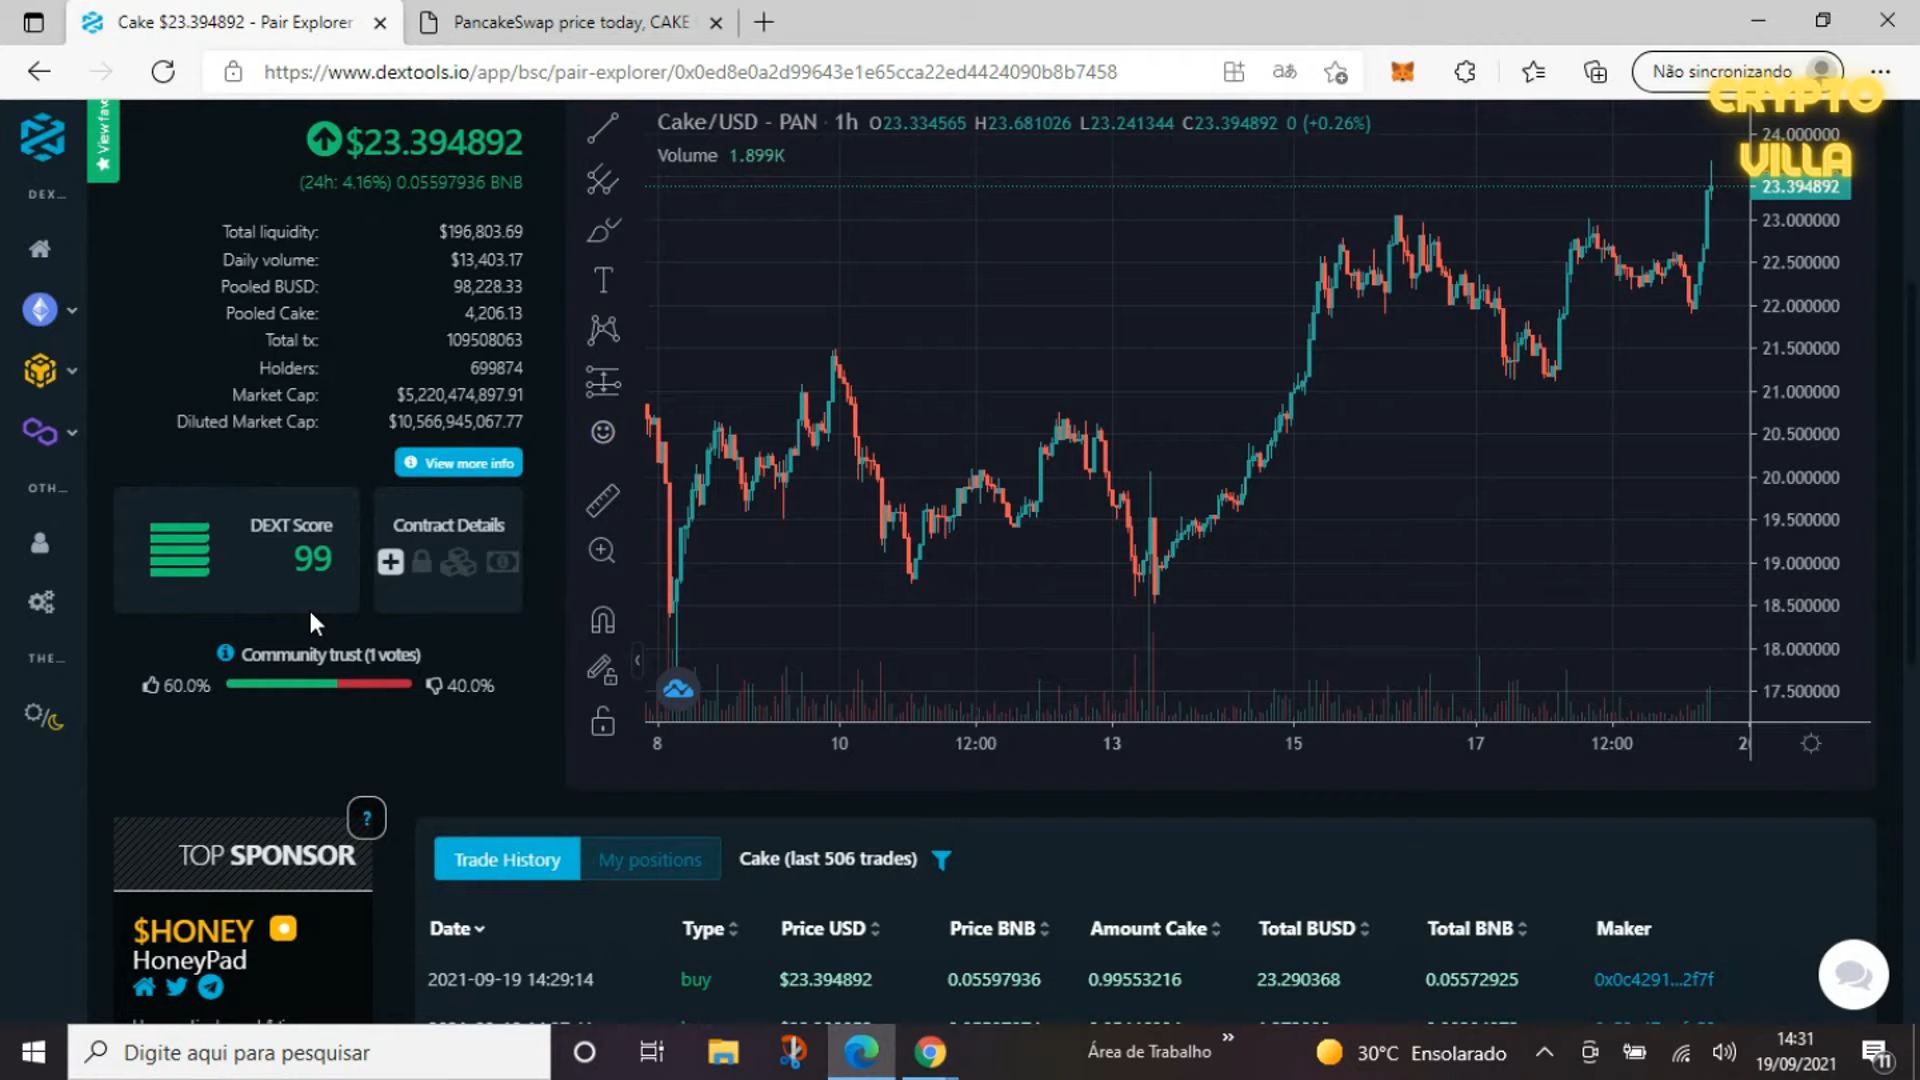 Cake $23.394892 - Pair Explorer
PancakeSwap price today, CAKE
https://www.dextools.io/app/bsc/pair-explorer/0x0ed8e0a2d99643e1e65cca22ed4424090b8b7458
Não sincronizando
CRYPTO
VILLA
View fav
DEX...
OTH...
THE...
$23.394892
(24h: 4.16%) 0.05597936 BNB
Total liquidity: $196,803.69
Daily volume: $13,403.17
Pooled BUSD: 98,228.33
Pooled Cake: 4,206.13
Total tx: 109508063
Holders: 699874
Market Cap: $5,220,474,897.91
Diluted Market Cap: $10,566,945,067.77
View more info
DEXT Score
99
Contract Details
Community trust (1 votes)
60.0%
40.0%
Cake/USD - PAN · 1h O23.334565 H23.681026 L23.241344 C23.394892 0 (+0.26%)
Volume 1.899K
24.000000
23.394892
23.000000
22.500000
22.000000
21.500000
21.000000
20.500000
20.000000
19.500000
19.000000
18.500000
18.000000
17.500000
8 10 12:00 13 15 17 12:00 2
TOP SPONSOR
?
$HONEY
HoneyPad
Trade History
My positions
Cake (last 506 trades)
Date Type Price USD Price BNB Amount Cake Total BUSD Total BNB Maker
2021-09-19 14:29:14 buy $23.394892 0.05597936 0.99553216 23.290368 0.05572925 0x0c4291...2f7f
Digite aqui para pesquisar
Área de Trabalho
30°C Ensolarado
14:31
19/09/2021
11